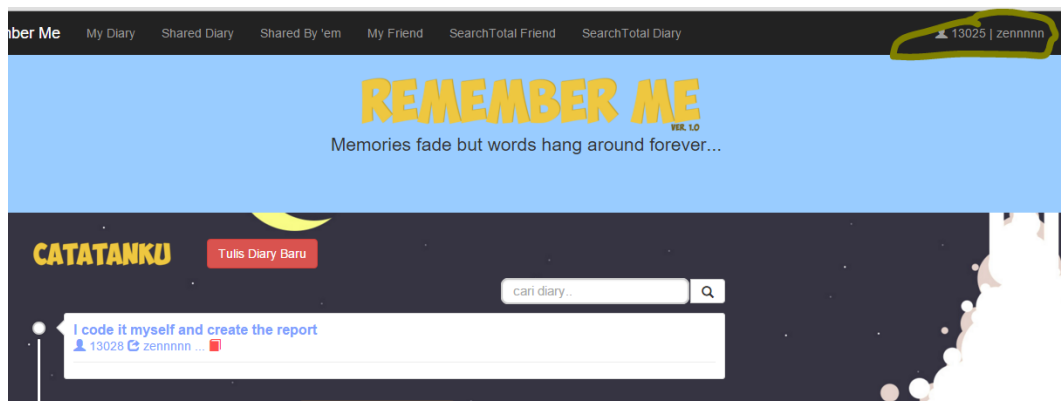 ber Me My Diary Shared Diary Shared By 'em My Friend SearchTotal Friend SearchTotal Diary 13025 | zennnnn
REMEMBER ME
VER. 1.0
Memories fade but words hang around forever...
CATATANKU Tulis Diary Baru
cari diary..
I code it myself and create the report
13028 zennnnn ...